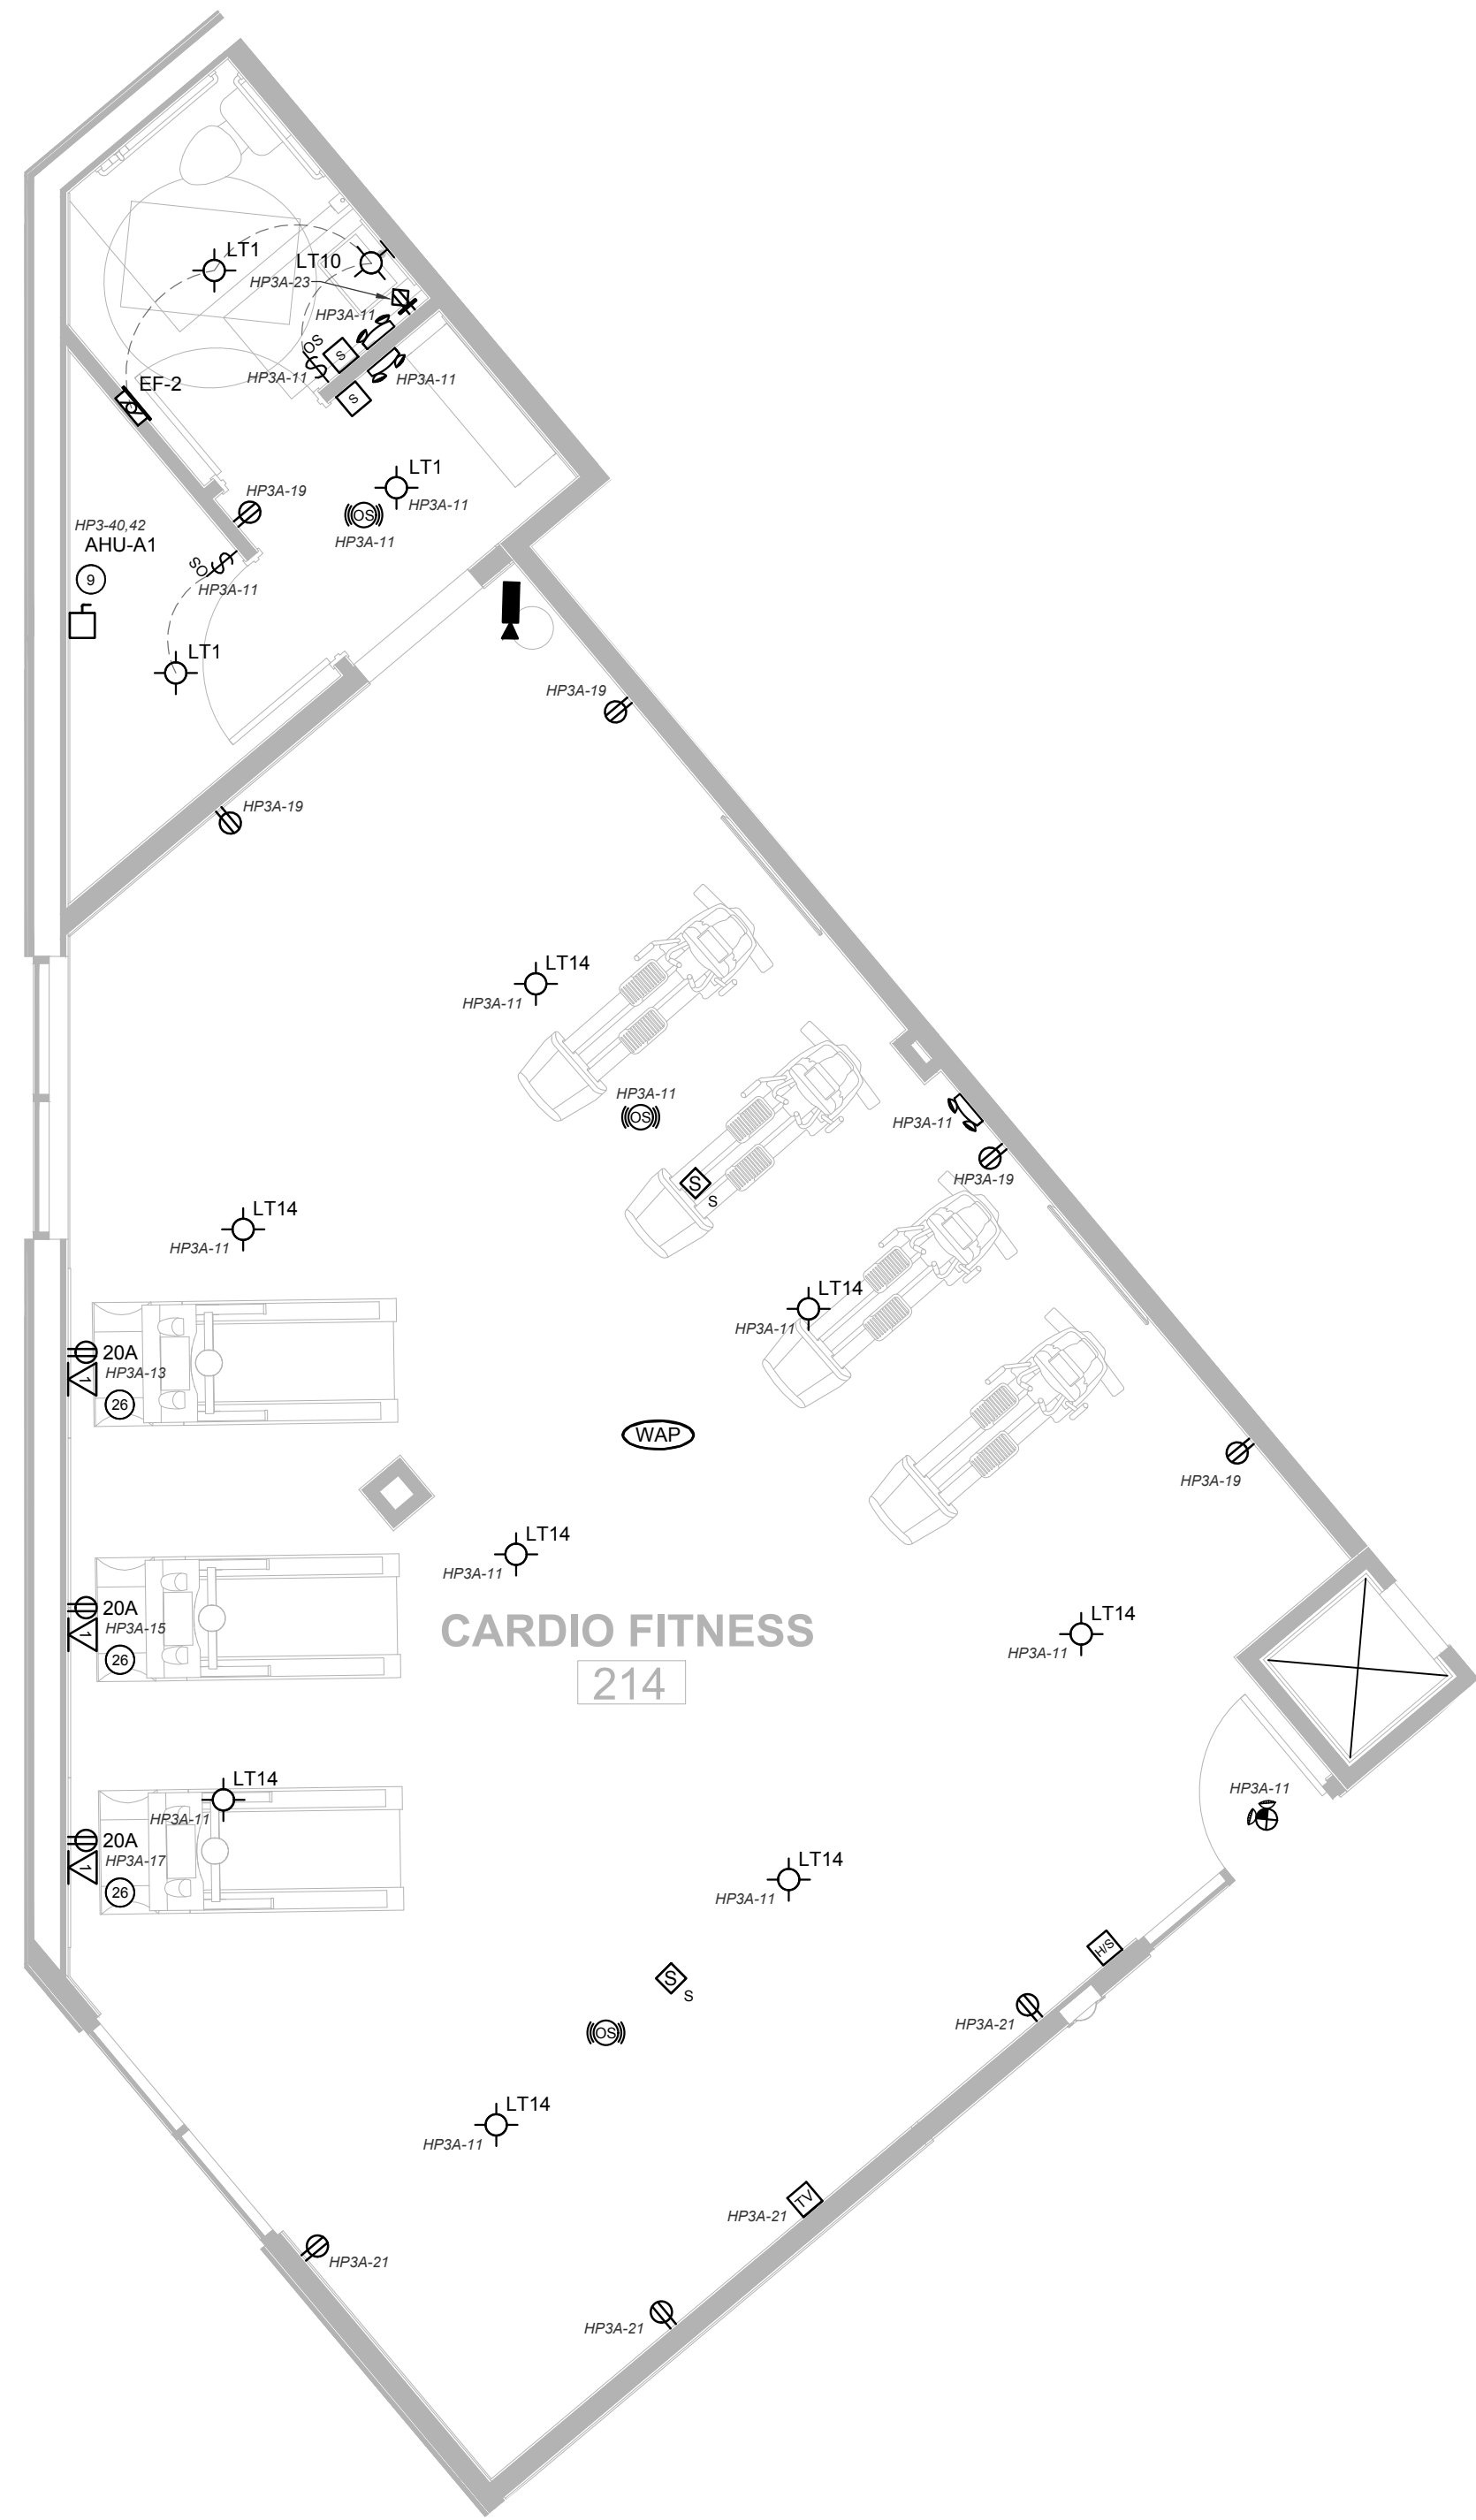 LT1
LT10
HP3A-23
HP3A-11
OS
S
HP3A-11
HP3A-11
S
EF-2
LT1
HP3A-19
HP3A-11
OS
HP3A-11
HP3-40,42
AHU-A1
9
OS
HP3A-11
LT1
HP3A-19
HP3A-19
LT14
HP3A-11
HP3A-11
OS
HP3A-11
HP3A-19
S
S
LT14
HP3A-11
LT14
HP3A-11
20A
HP3A-13
1
26
WAP
HP3A-19
LT14
HP3A-11
20A
HP3A-15
1
26
CARDIO FITNESS
214
LT14
HP3A-11
LT14
HP3A-11
HP3A-11
20A
HP3A-17
1
26
LT14
HP3A-11
H/S
S
S
HP3A-21
OS
LT14
HP3A-11
TV
HP3A-21
HP3A-21
HP3A-21